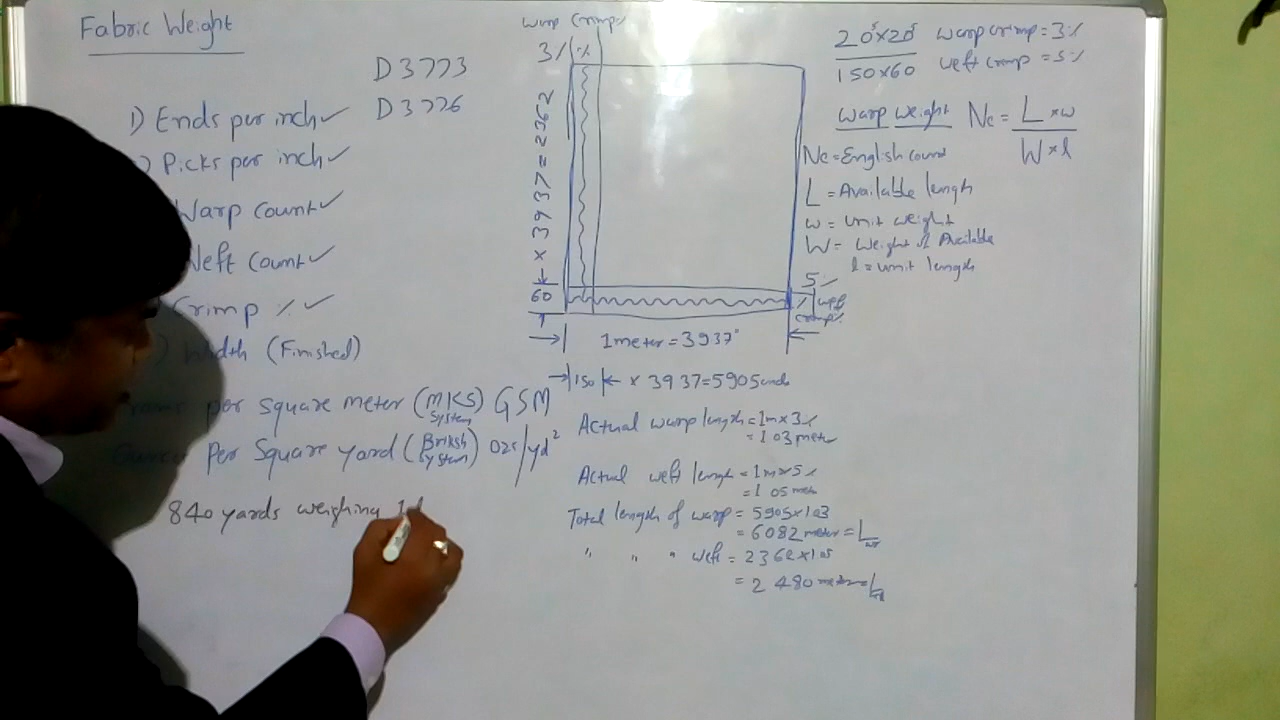 Fabric Weight
D3773
D3776
1) Ends per inch ✓
) Picks per inch ✓
Warp count ✓
Weft count ✓
Crimp % ✓
) Width (Finished)
per square meter (MKS System) GSM
Per Square yard (British System) Ozs/yd²
840 yards weighing 1
Warp Crimp%
3% %
60 × 39.37=2362
5%
% weft crimp%
1 meter = 39.37"
150 × 39.37=5905 ends
Actual warp length = 1m×3%
= 1.03 meter
Actual weft length = 1m×5%
= 1.05 meter
Total length of warp = 5905×1.03
= 6082 meter = L
" " " weft = 2362×1.05
= 2480 meter = L
20ˢ×20ˢ warp crimp = 3%
150×60 weft crimp = 5%
Warp Weight Nc = L×w
W×l
Nc = English count
L = Available length
w = Unit weight
W = Weight of Available
l = unit length